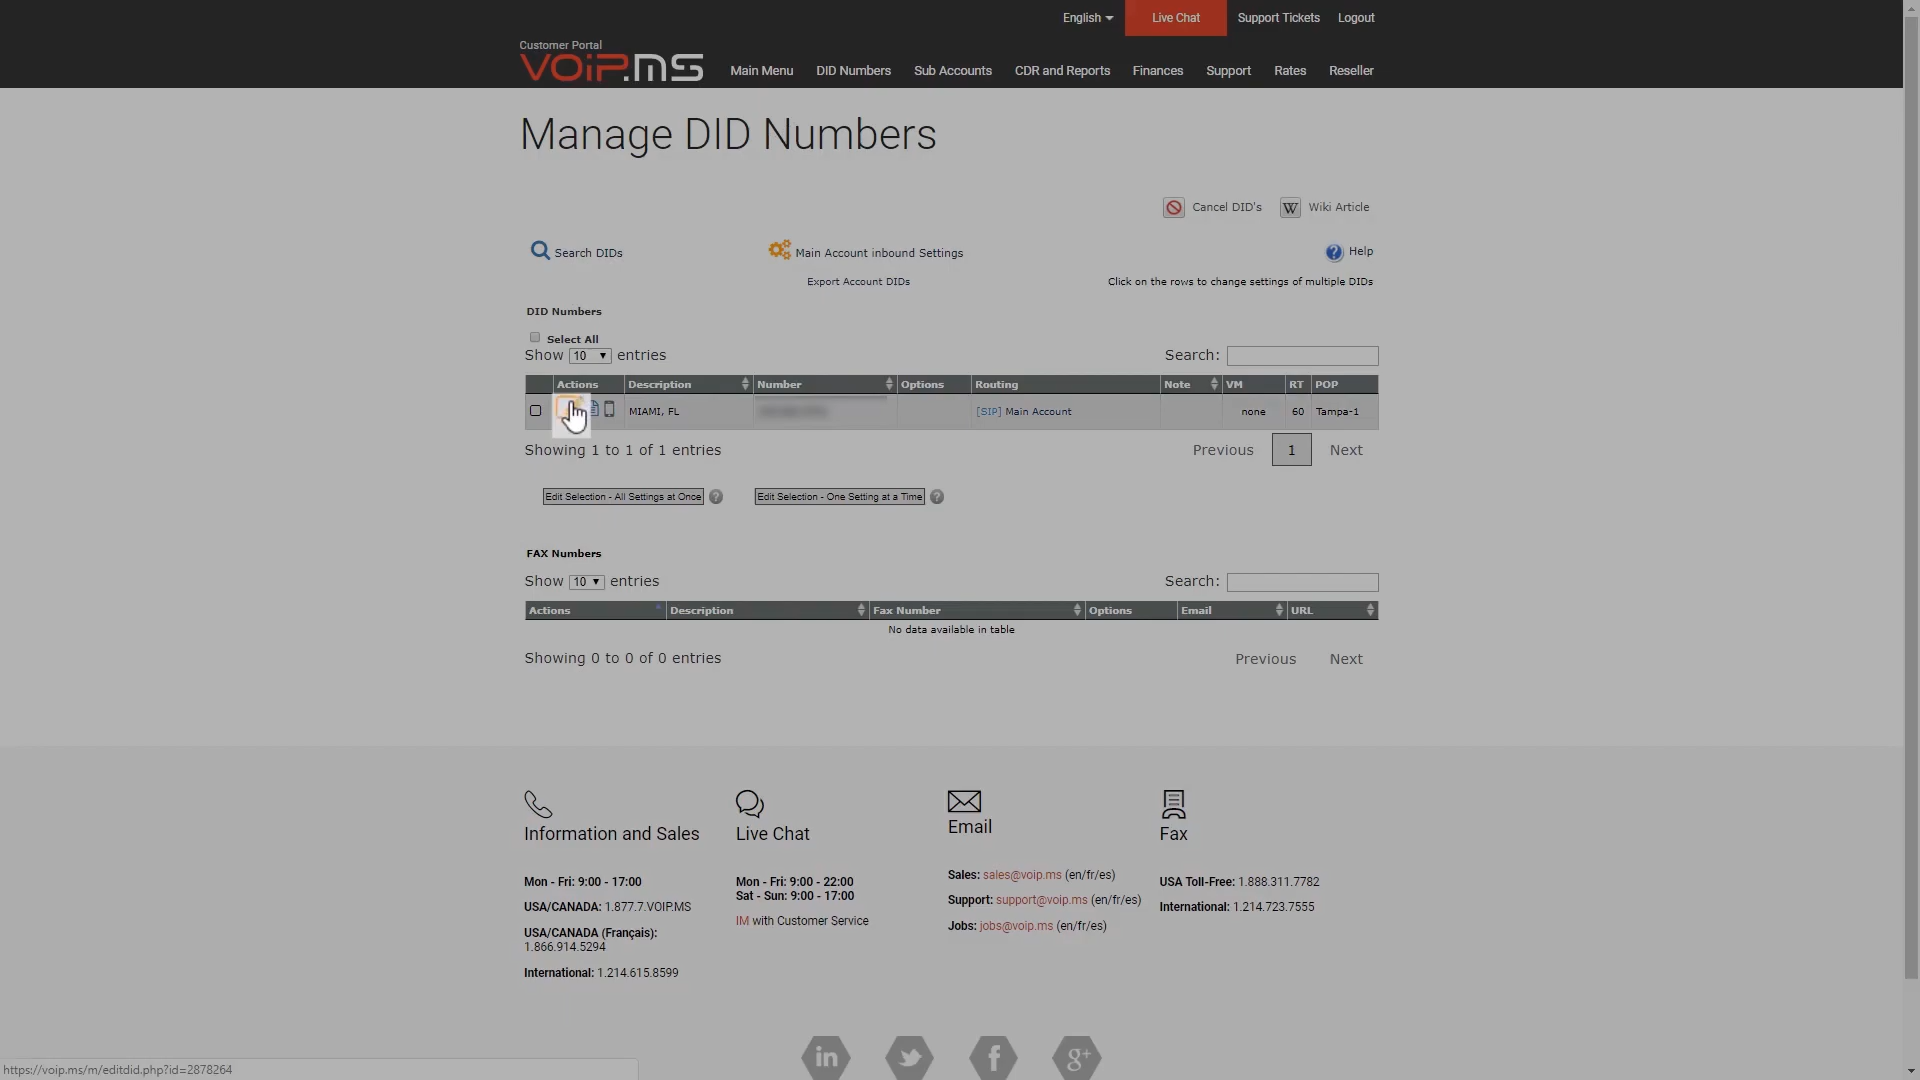 English
Live Chat
Support Tickets
Logout
Customer Portal
VOiP.MS
Main Menu
DID Numbers
Sub Accounts
CDR and Reports
Finances
Support
Rates
Reseller
Manage DID Numbers
Cancel DID's
W Wiki Article
Search DIDs
Main Account inbound Settings
? Help
Export Account DIDs
Click on the rows to change settings of multiple DIDs
DID Numbers
Select All
Show 10 entries
Search:
Actions Description Number Options Routing Note VM RT POP
MIAMI, FL [SIP] Main Account none 60 Tampa-1
Showing 1 to 1 of 1 entries
Previous 1 Next
Edit Selection - All Settings at Once ?
Edit Selection - One Setting at a Time ?
FAX Numbers
Show 10 entries
Search:
Actions Description Fax Number Options Email URL
No data available in table
Showing 0 to 0 of 0 entries
Previous Next
Information and Sales
Mon - Fri: 9:00 - 17:00
USA/CANADA: 1.877.7.VOIP.MS
USA/CANADA (Français):
1.866.914.5294
International: 1.214.615.8599
Live Chat
Mon - Fri: 9:00 - 22:00
Sat - Sun: 9:00 - 17:00
IM with Customer Service
Email
Sales: sales@voip.ms (en/fr/es)
Support: support@voip.ms (en/fr/es)
Jobs: jobs@voip.ms (en/fr/es)
Fax
USA Toll-Free: 1.888.311.7782
International: 1.214.723.7555
in
f
g+
https://voip.ms/m/editdid.php?id=2878264